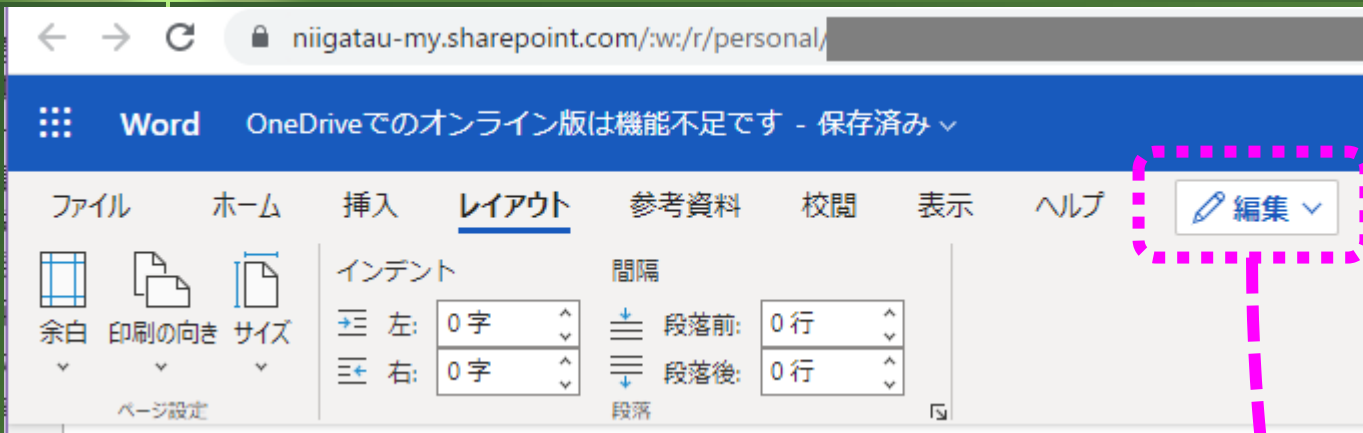 niigatau-my.sharepoint.com/:w:/r/personal/
Word OneDriveでのオンライン版は機能不足です - 保存済み
ファイル ホーム 挿入 レイアウト 参考資料 校閲 表示 ヘルプ 編集
インデント 間隔
左: 0 字 段落前: 0 行
余白 印刷の向き サイズ
右: 0 字 段落後: 0 行
ページ設定 段落